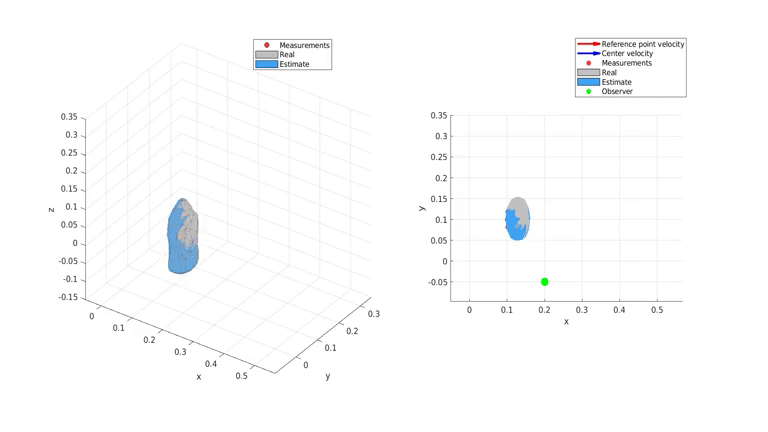 Measurements
Real
Estimate
0.35
0.3
0.25
0.2
0.15
0.1
0.05
0
-0.05
-0.1
-0.15
z
0
0.1
0.2
0.3
0.4
0.5
x
0
0.1
0.2
0.3
y
Reference point velocity
Center velocity
Measurements
Real
Estimate
Observer
0.35
0.3
0.25
0.2
0.15
0.1
0.05
0
-0.05
y
0
0.1
0.2
0.3
0.4
0.5
x